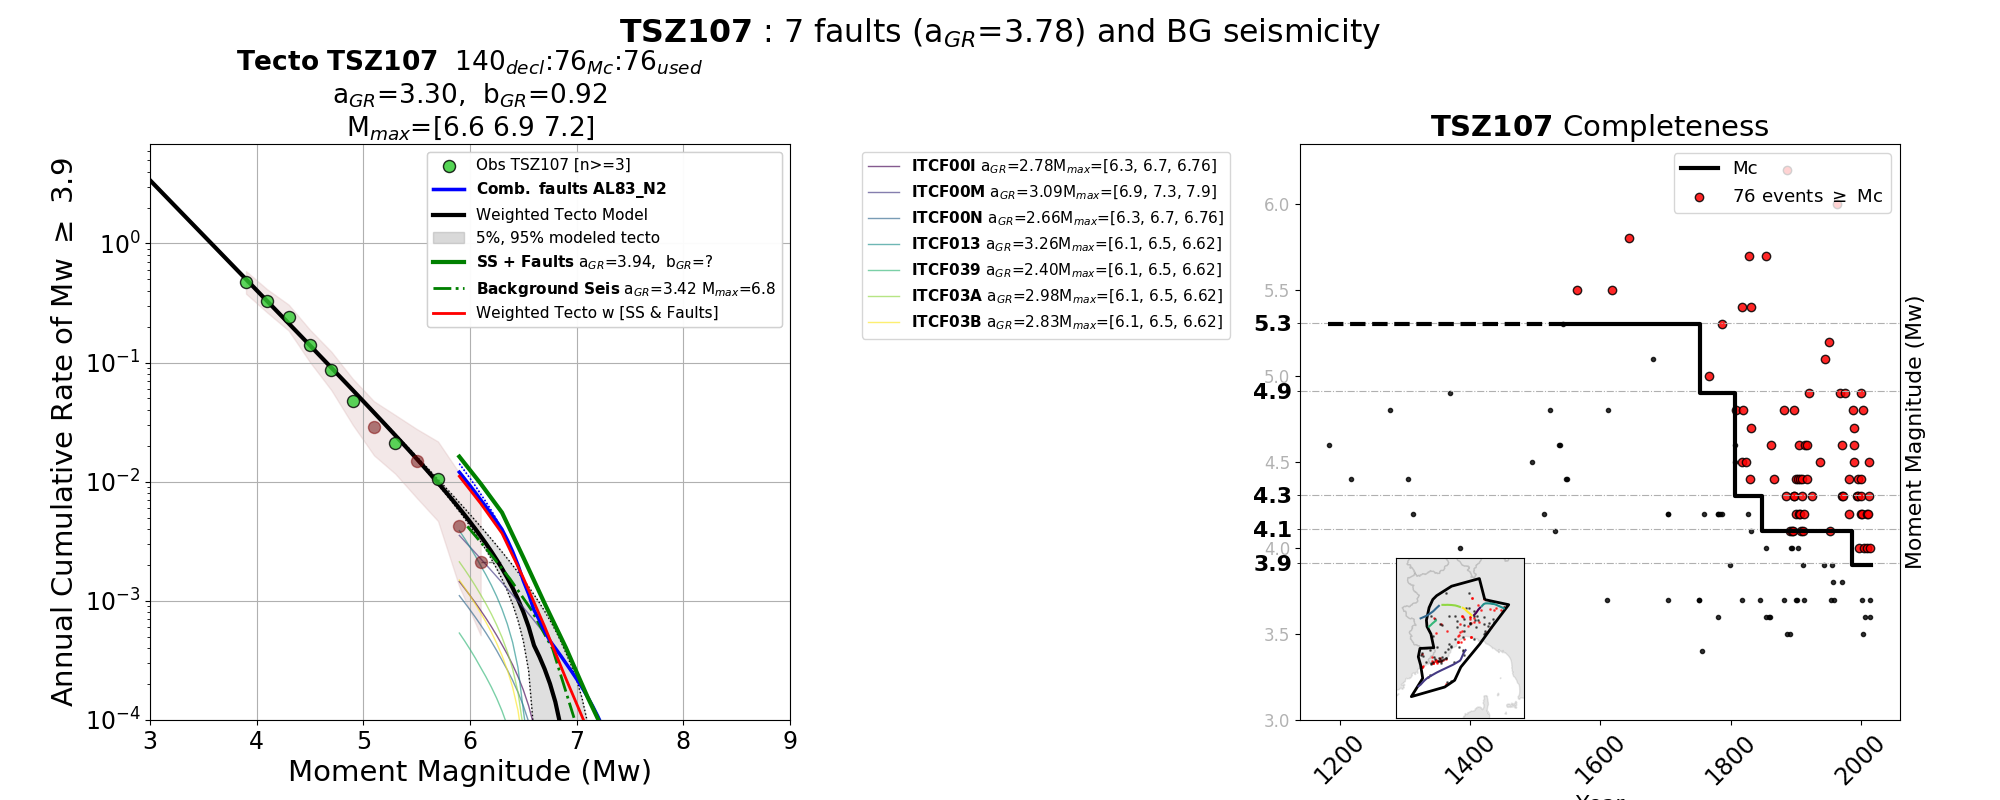 TSZ107 : 7 faults (aGR=3.78) and BG seismicity
Tecto TSZ107 140decl:76Mc:76used
aGR=3.30, bGR=0.92
Mmax=[6.6 6.9 7.2]
Annual Cumulative Rate of Mw ≥ 3.9
10^0
10^-1
10^-2
10^-3
10^-4
3 4 5 6 7 8 9
Moment Magnitude (Mw)
Obs TSZ107 [n>=3]
Comb. faults AL83_N2
Weighted Tecto Model
5%, 95% modeled tecto
SS + Faults aGR=3.94, bGR=?
Background Seis aGR=3.42 Mmax=6.8
Weighted Tecto w [SS & Faults]
ITCF00I aGR=2.78Mmax=[6.3, 6.7, 6.76]
ITCF00M aGR=3.09Mmax=[6.9, 7.3, 7.9]
ITCF00N aGR=2.66Mmax=[6.3, 6.7, 6.76]
ITCF013 aGR=3.26Mmax=[6.1, 6.5, 6.62]
ITCF039 aGR=2.40Mmax=[6.1, 6.5, 6.62]
ITCF03A aGR=2.98Mmax=[6.1, 6.5, 6.62]
ITCF03B aGR=2.83Mmax=[6.1, 6.5, 6.62]
TSZ107 Completeness
Mc
76 events ≥ Mc
6.0
5.5
5.3
5.0
4.9
4.5
4.3
4.1
4.0
3.9
3.5
3.0
1200 1400 1600 1800 2000
Year
Moment Magnitude (Mw)